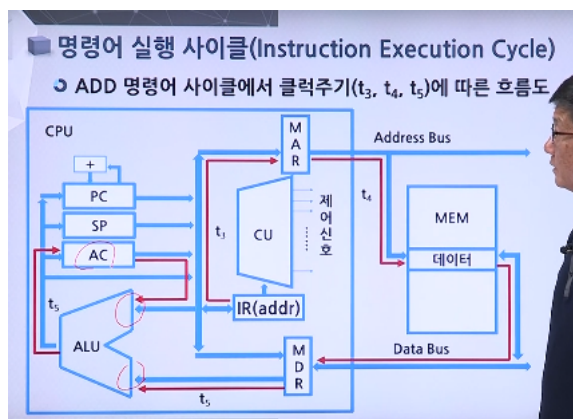 명령어 실행 사이클(Instruction Execution Cycle)
ADD 명령어 사이클에서 클럭주기(t₃, t₄, t₅)에 따른 흐름도
CPU
MAR
Address Bus
+
PC
SP
AC
t₃
CU
제어신호
t₄
MEM
데이터
IR(addr)
t₅
ALU
MDR
Data Bus
t₅